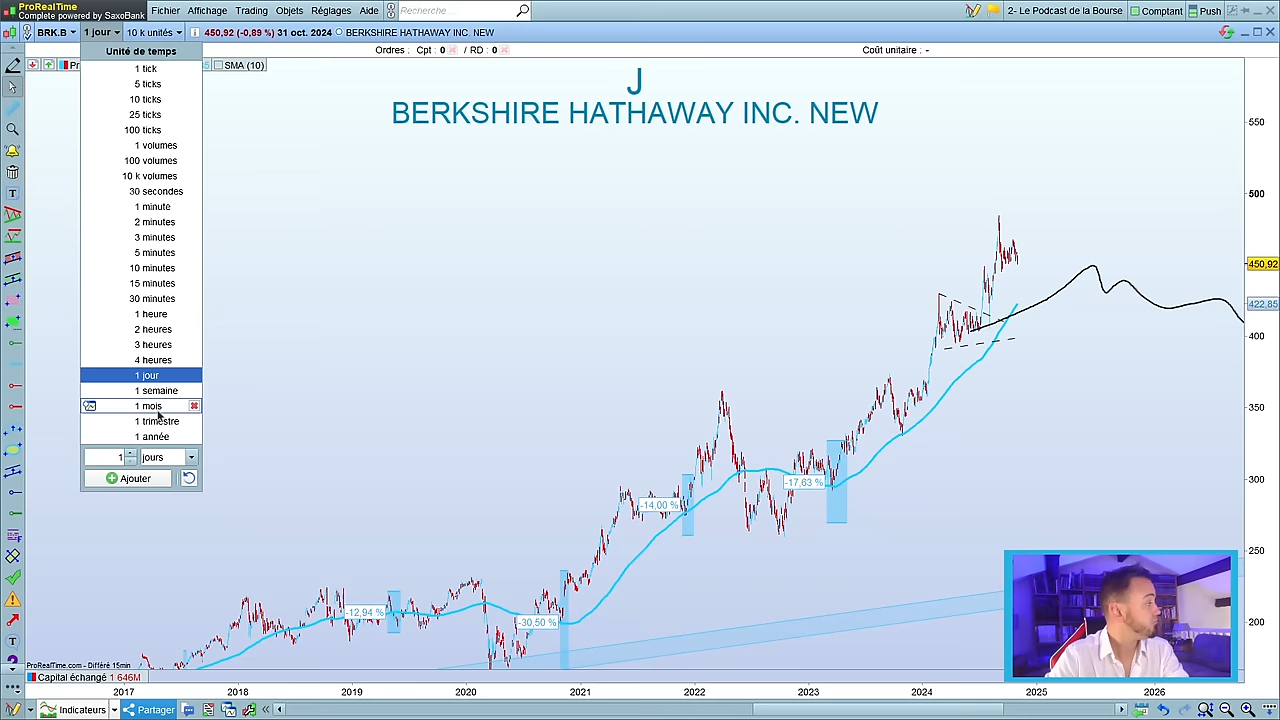 ProRealTime
Complete powered by SaxoBank
Fichier Affichage Trading Options Réglages Aide Recherche 2- Le Podcast de la Bourse Comptant Push
BRK.B 1 jour 10 k unités i 450,92 (-0,89 %) 31 oct. 2024 BERKSHIRE HATHAWAY INC. NEW
Unité de temps Ordres : Cpt : 0 / RD : 0 Coût unitaire : -
Pr SMA (10)
J
BERKSHIRE HATHAWAY INC. NEW
1 tick
5 ticks
10 ticks
25 ticks
100 ticks
1 volumes
100 volumes
10 k volumes
30 secondes
1 minute
2 minutes
3 minutes
5 minutes
10 minutes
15 minutes
30 minutes
1 heure
2 heures
3 heures
4 heures
1 jour
1 semaine
1 mois
1 trimestre
1 année
1 jours
Ajouter
550
500
450,92
422,85
400
350
300
250
200
-17,63 %
-14,00 %
-12,94 %
-30,50 %
ProRealTime.com - Différé 15min
Capital échangé 1 646M
2017 2018 2019 2020 2021 2022 2023 2024 2025 2026
Indicateurs Partager